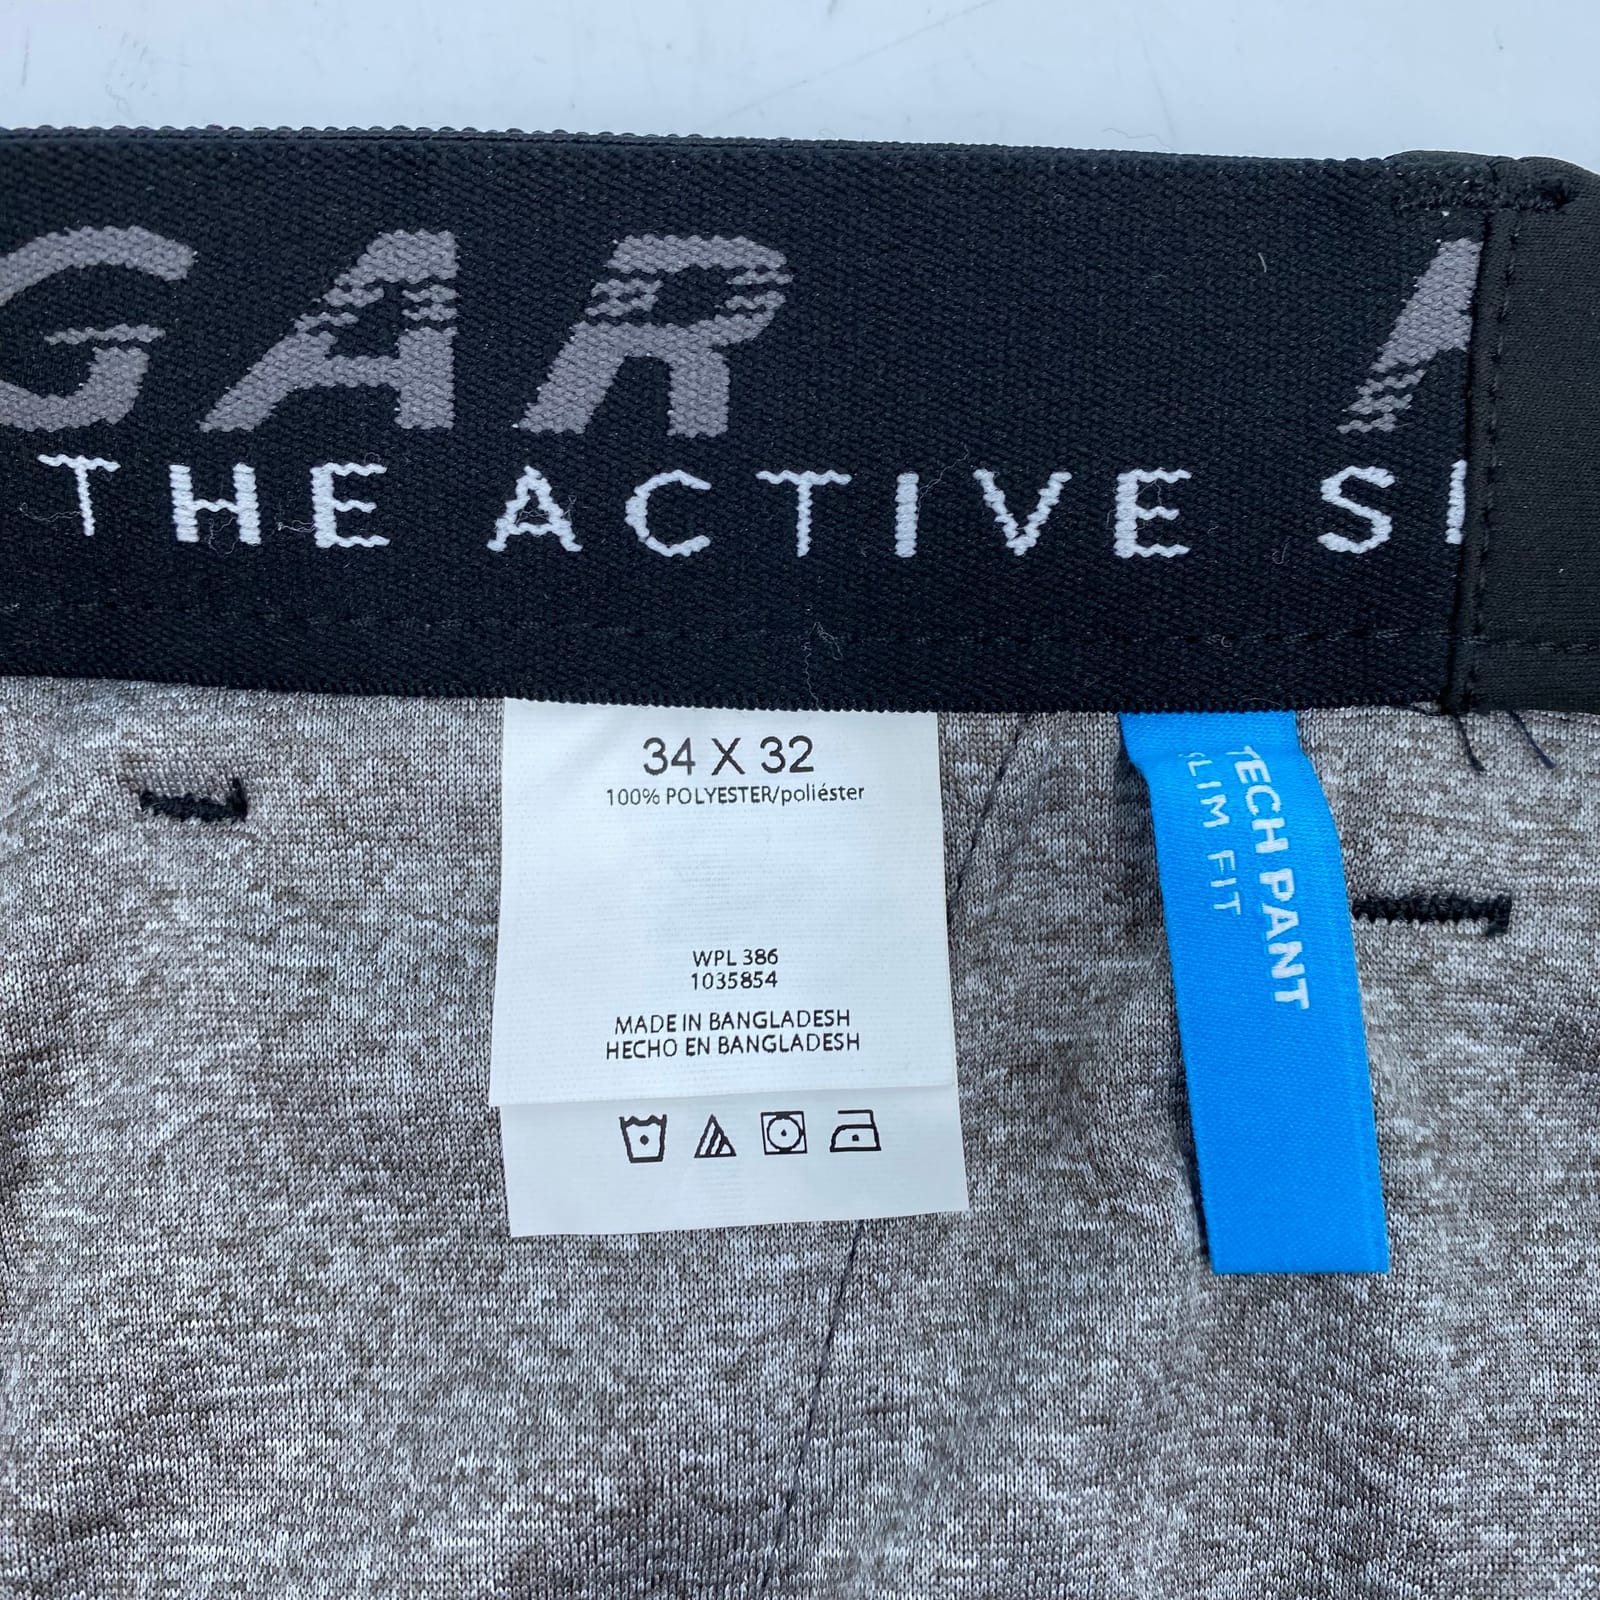 GAR
THE ACTIVE
34 X 32
100% POLYESTER/poliéster
WPL 386
1035854
MADE IN BANGLADESH
HECHO EN BANGLADESH
TECH PANT
SLIM FIT